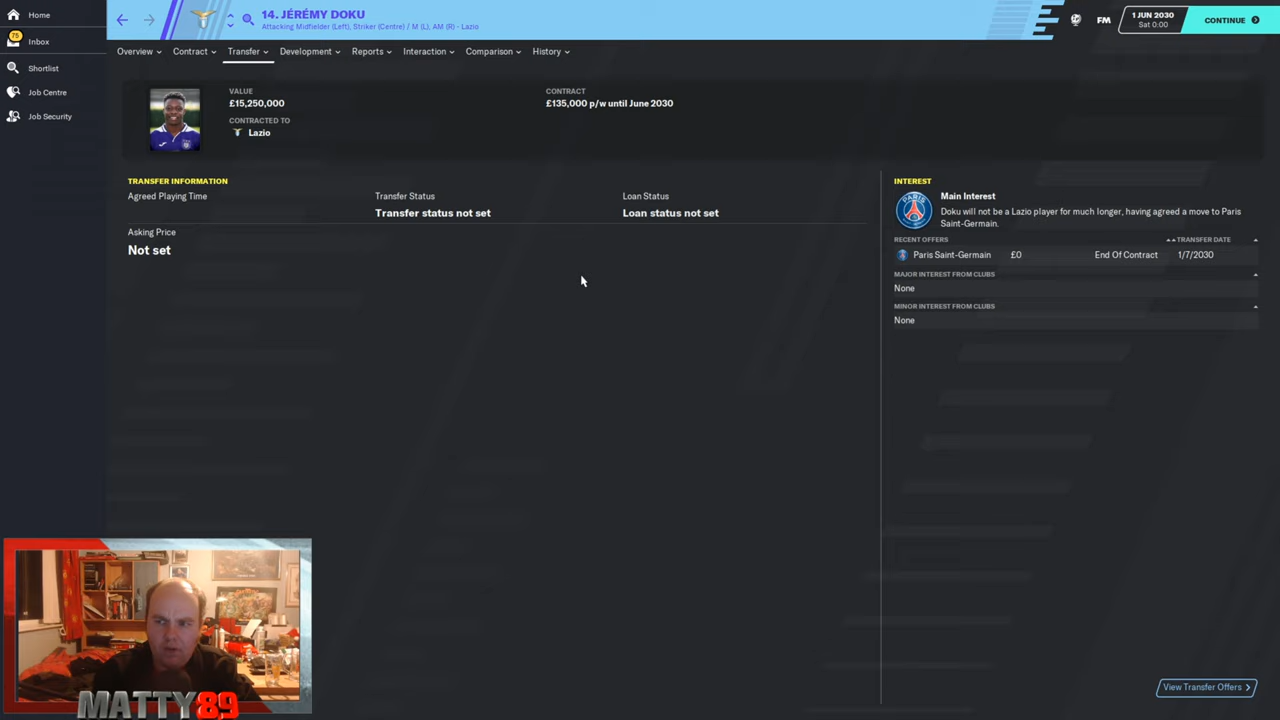 Home
75
Inbox
Shortlist
Job Centre
Job Security
14. JÉRÉMY DOKU
Attacking Midfielder (Left), Striker (Centre) / M (L), AM (R) - Lazio
FM
1 JUN 2030
Sat 0:00
CONTINUE
Overview
Contract
Transfer
Development
Reports
Interaction
Comparison
History
VALUE
£15,250,000
CONTRACTED TO
Lazio
CONTRACT
£135,000 p/w until June 2030
TRANSFER INFORMATION
Agreed Playing Time
Transfer Status
Transfer status not set
Loan Status
Loan status not set
Asking Price
Not set
INTEREST
PARIS
Main Interest
Doku will not be a Lazio player for much longer, having agreed a move to Paris
Saint-Germain.
RECENT OFFERS
TRANSFER DATE
Paris Saint-Germain £0 End Of Contract 1/7/2030
MAJOR INTEREST FROM CLUBS
None
MINOR INTEREST FROM CLUBS
None
View Transfer Offers
MATTY89